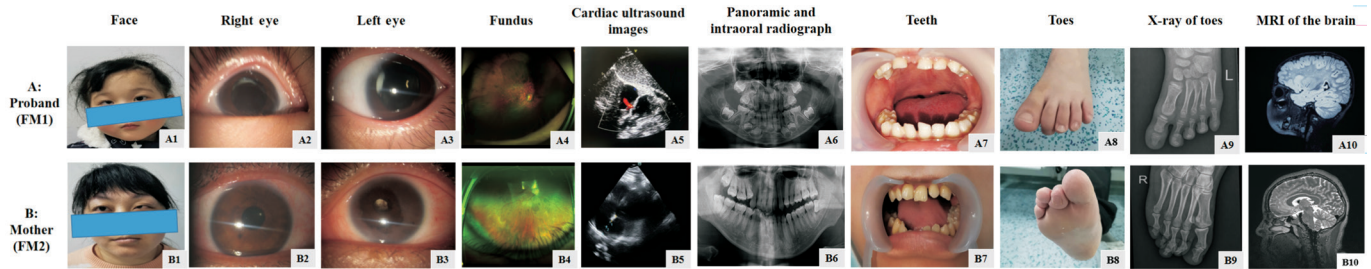 Face Right eye Left eye Fundus Cardiac ultrasound images Panoramic and intraoral radiograph Teeth Toes X-ray of toes MRI of the brain
A:
Proband
(FM1)
A1 A2 A3 A4 A5 A6 A7 A8 L A9 A10
B:
Mother
(FM2)
B1 B2 B3 B4 B5 B6 B7 B8 R B9 B10